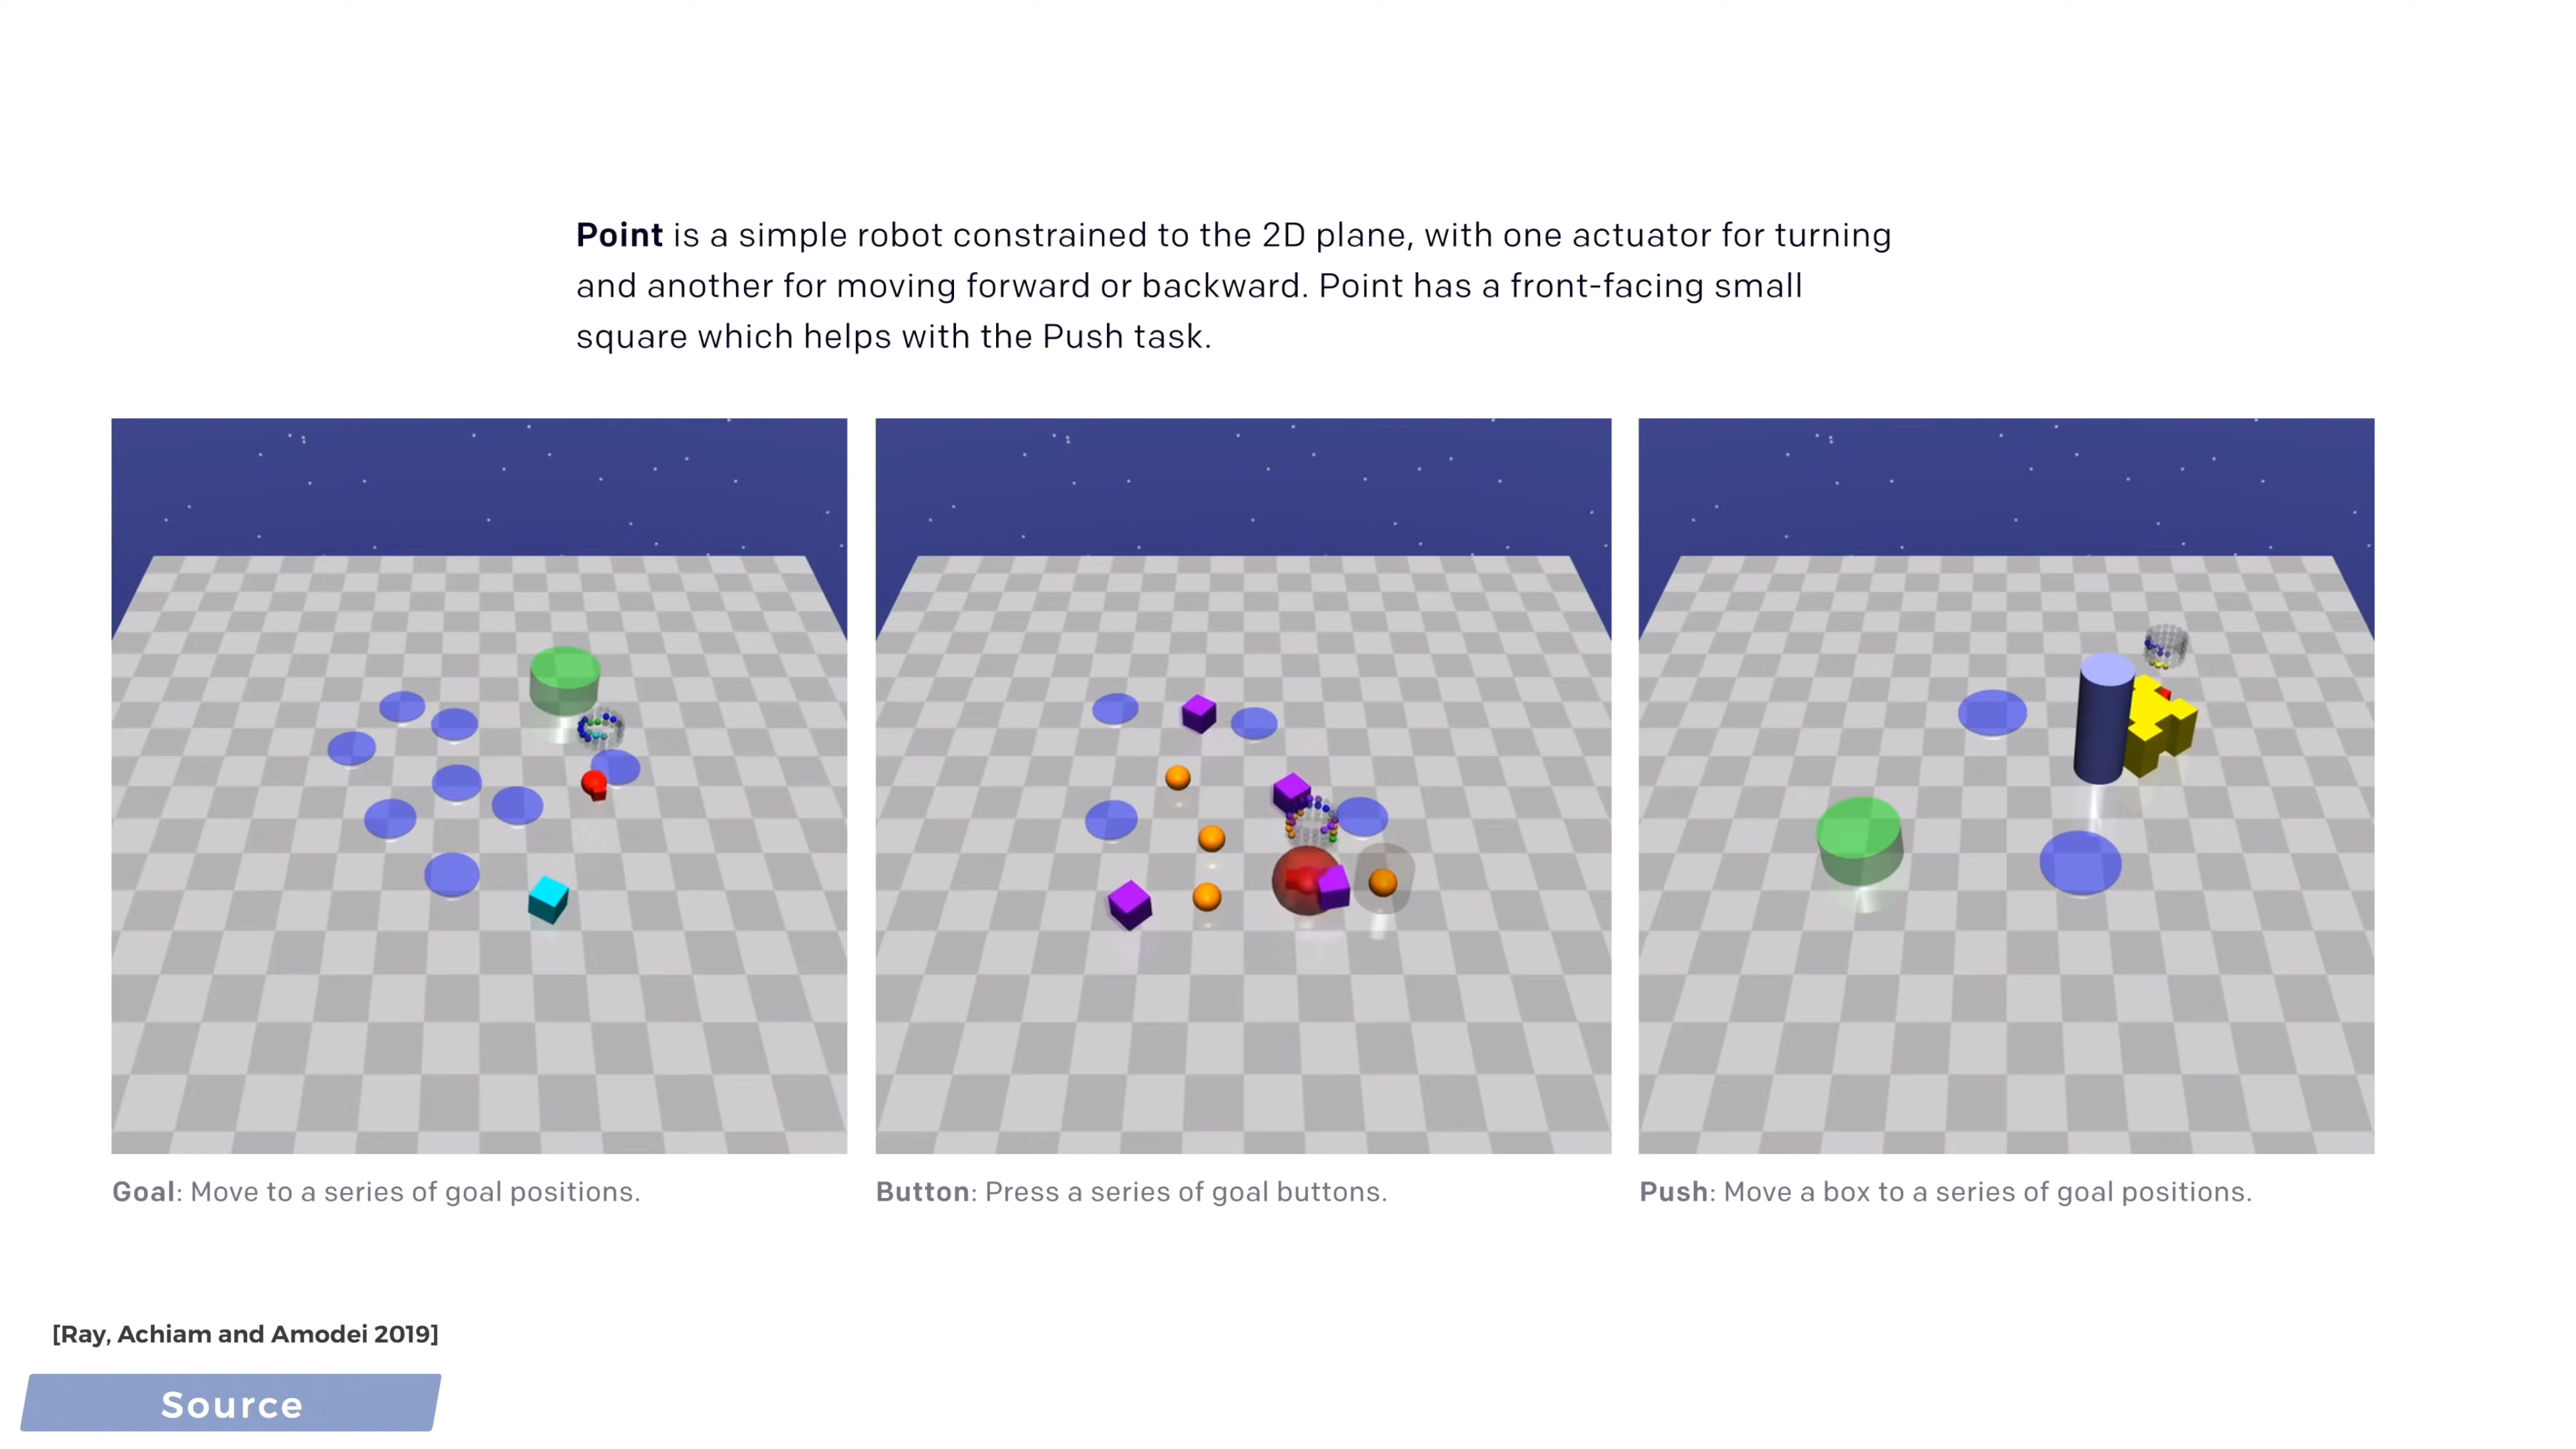 Point is a simple robot constrained to the 2D plane, with one actuator for turning
and another for moving forward or backward. Point has a front-facing small
square which helps with the Push task.
Goal: Move to a series of goal positions.
Button: Press a series of goal buttons.
Push: Move a box to a series of goal positions.
[Ray, Achiam and Amodei 2019]
Source